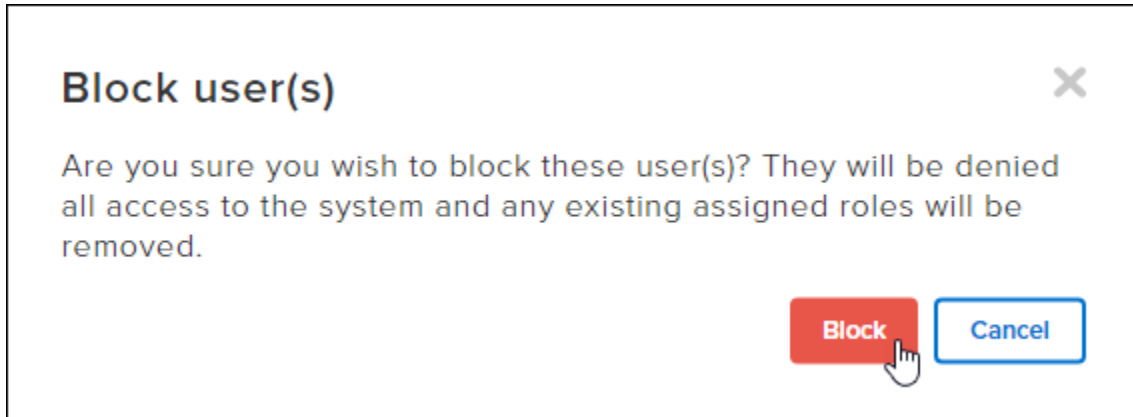 Block user(s)
Are you sure you wish to block these user(s)? They will be denied
all access to the system and any existing assigned roles will be
removed.
Block
Cancel